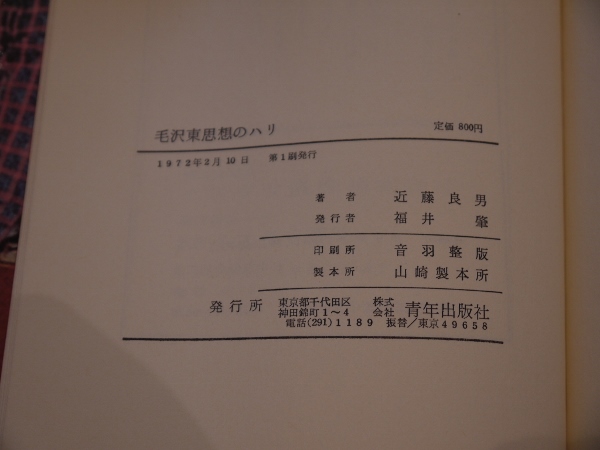 毛沢東思想のハリ 定価 800円
1972年2月10日 第1刷発行
著者 近藤良男
発行者 福井肇
印刷所 音羽整版
製本所 山崎製本所
発行所 東京都千代田区神田錦町1〜4 株式会社 青年出版社
電話(291)1189 振替/東京49658